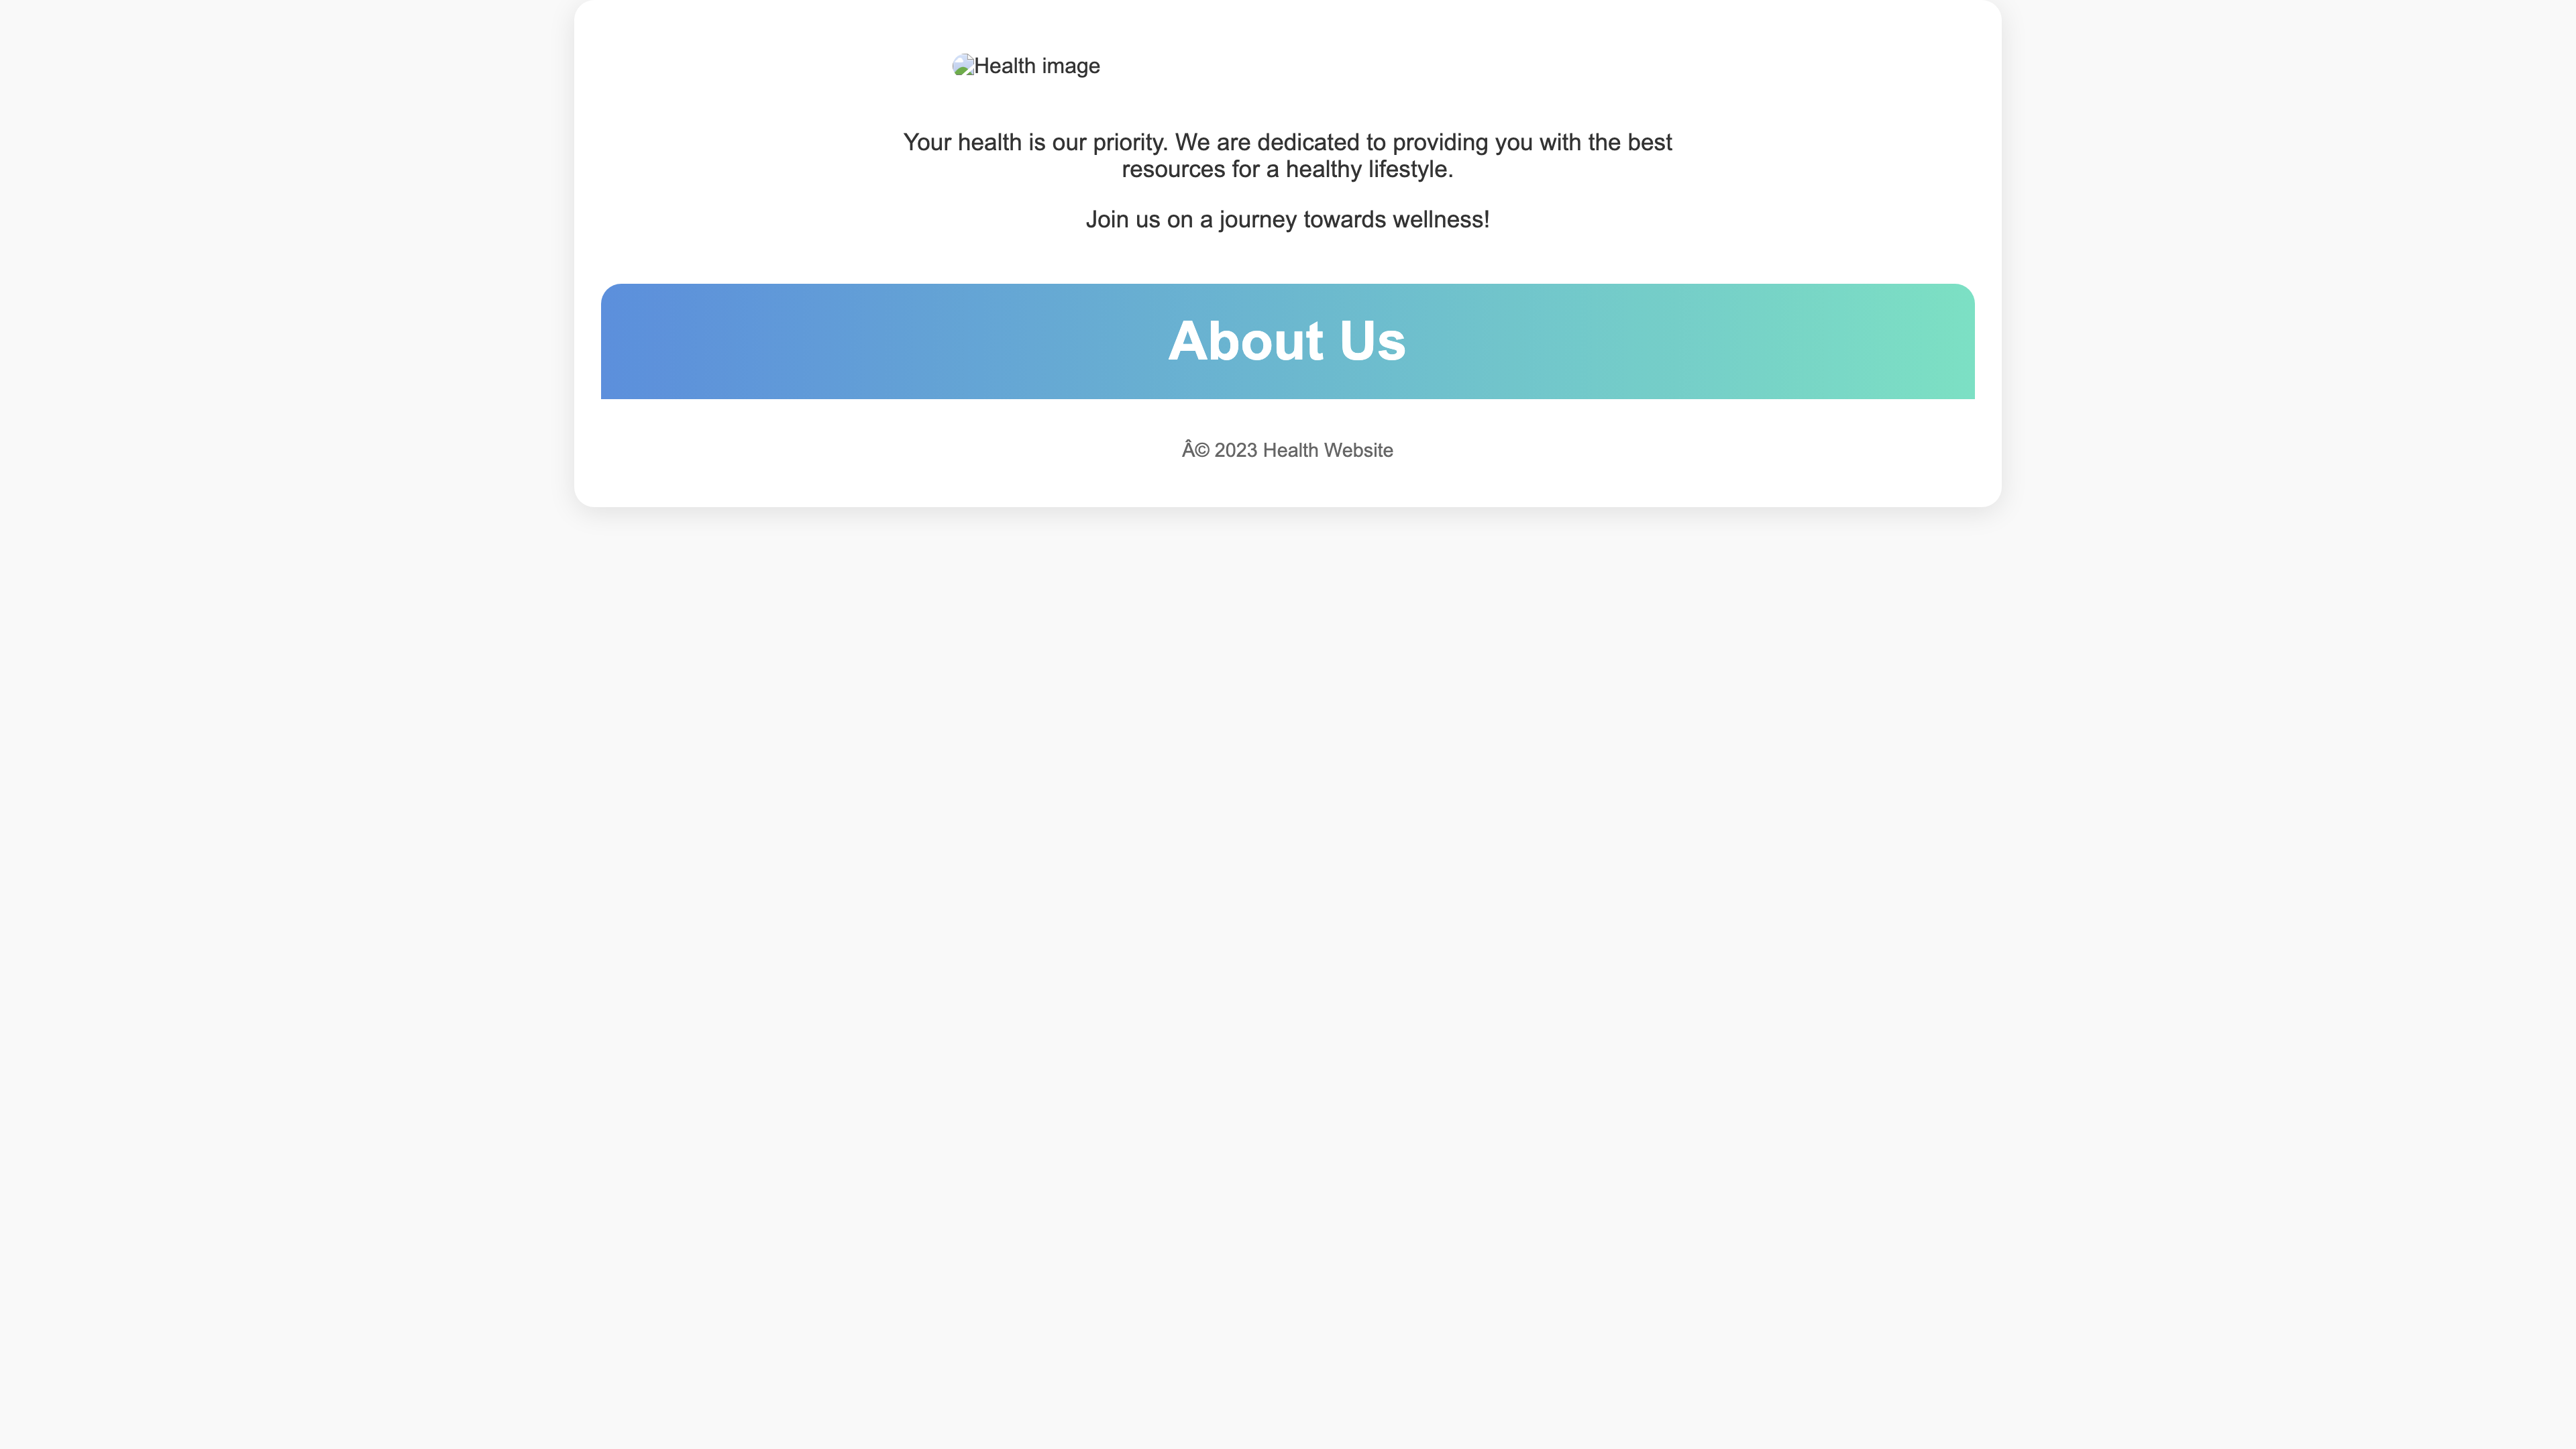 Health image
Your health is our priority. We are dedicated to providing you with the best
resources for a healthy lifestyle.
Join us on a journey towards wellness!
About Us
Â© 2023 Health Website